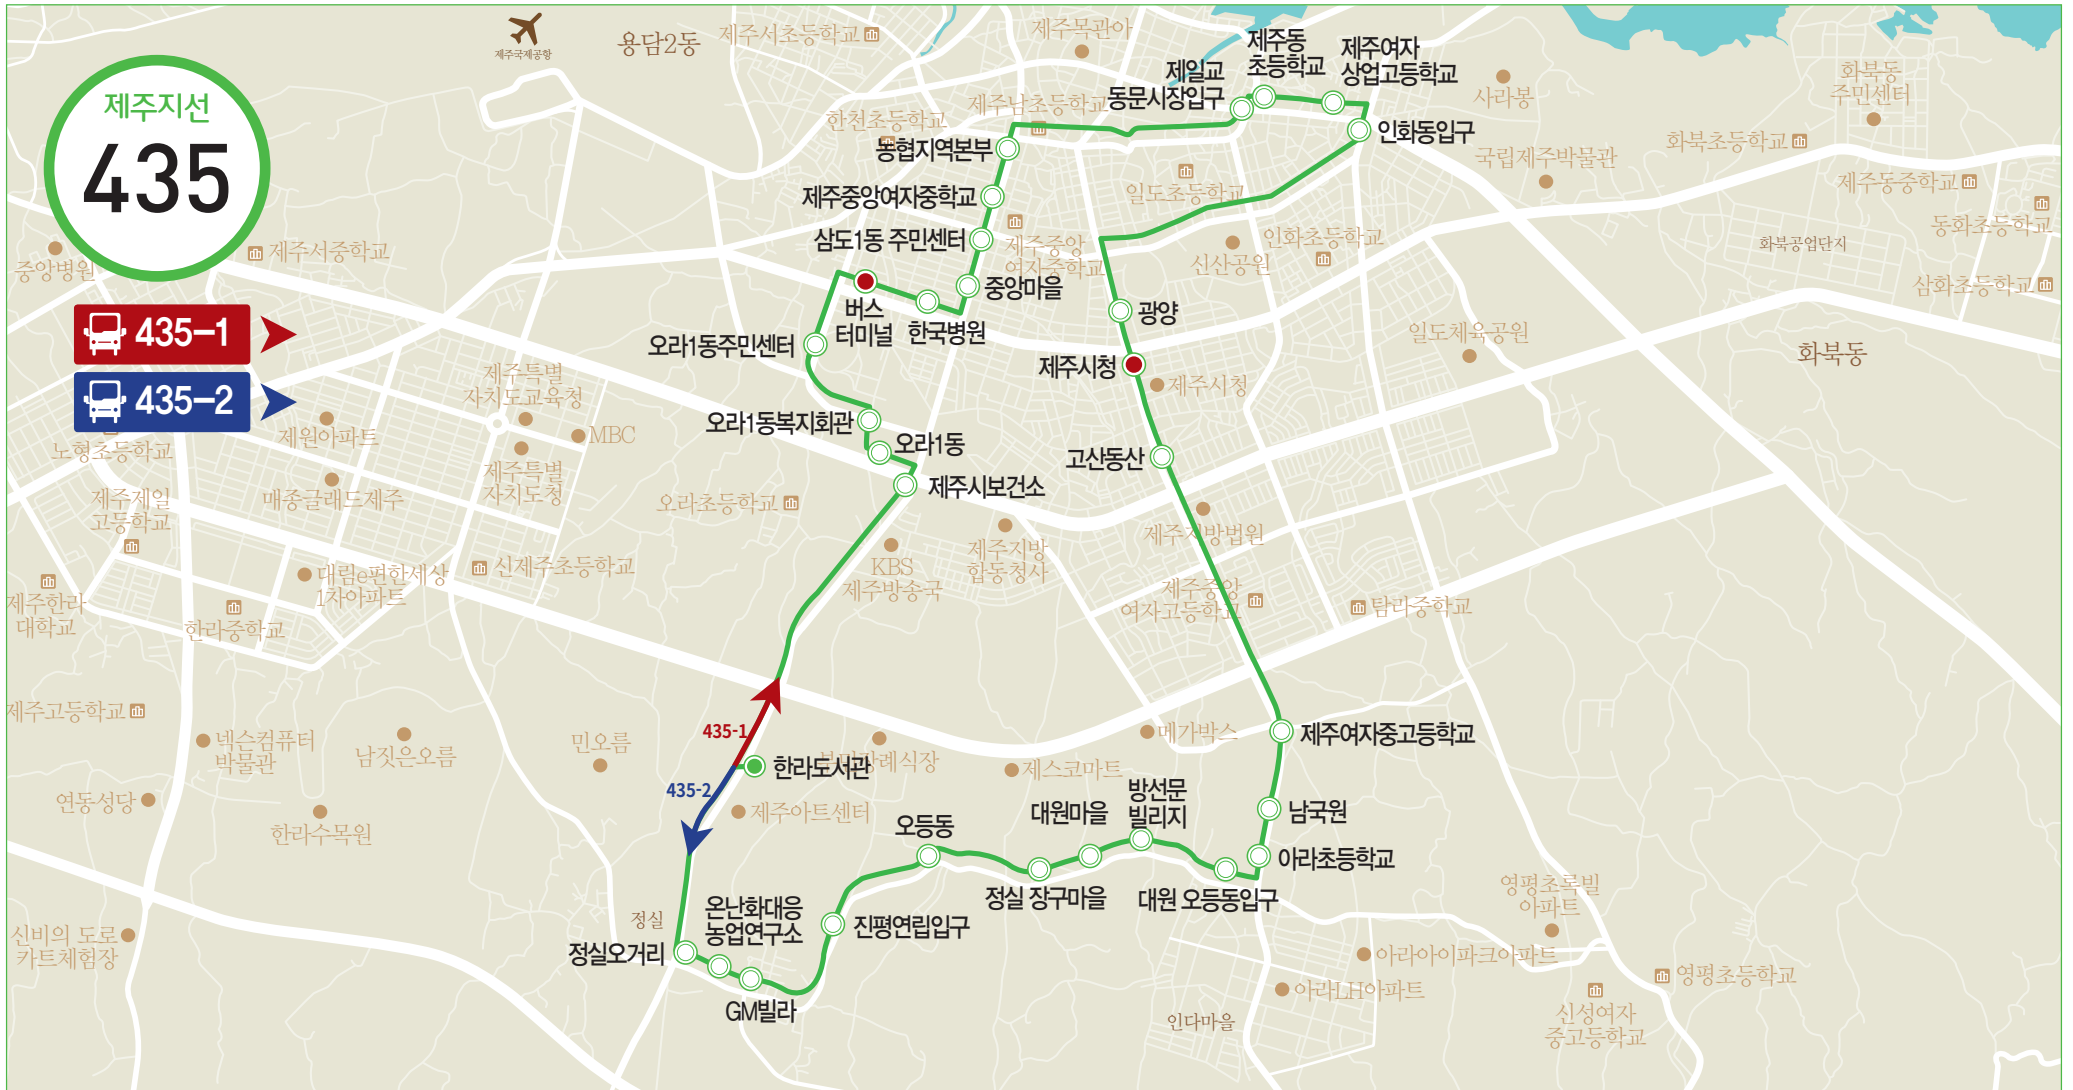 제주지선
435
435-1
435-2
제주국제공항
용담2동
제주서초등학교
제주목관아
제주동
초등학교
제주여자
상업고등학교
제일교
동문시장입구
사라봉
화북동
주민센터
한천초등학교
제주남초등학교
인화동입구
화북초등학교
농협지역본부
국립제주박물관
제주동중학교
제주중앙여자중학교
일도초등학교
동화초등학교
삼도1동 주민센터
제주중앙
여자중학교
인화초등학교
신산공원
화북공업단지
삼화초등학교
중앙병원
제주서중학교
중앙마을
버스
터미널
한국병원
광양
오라1동주민센터
제주시청
제주시청
일도체육공원
화북동
제주특별
자치도교육청
제원아파트
MBC
노형초등학교
오라1동복지회관
오라1동
고산동산
제주특별
자치도청
매종글래드제주
제주제일
고등학교
오라초등학교
제주시보건소
제주지방법원
제주지방
합동청사
KBS
제주방송국
신제주초등학교
대림e편한세상
1차아파트
제주한라
대학교
한라중학교
제주중앙
여자고등학교
탐라중학교
제주고등학교
넥슨컴퓨터
박물관
남짓은오름
민오름
435-1
435-2
한라도서관
부민장례식장
메가박스
제주여자중고등학교
제스코마트
연동성당
한라수목원
제주아트센터
오등동
대원마을
방선문
빌리지
남국원
아라초등학교
정실 장구마을
대원 오등동입구
영평초록빌
아파트
신비의 도로
카트체험장
정실
온난화대응
농업연구소
정실오거리
진평연립입구
GM빌라
아라아이파크아파트
아라LH아파트
영평초등학교
인다마을
신성여자
중고등학교